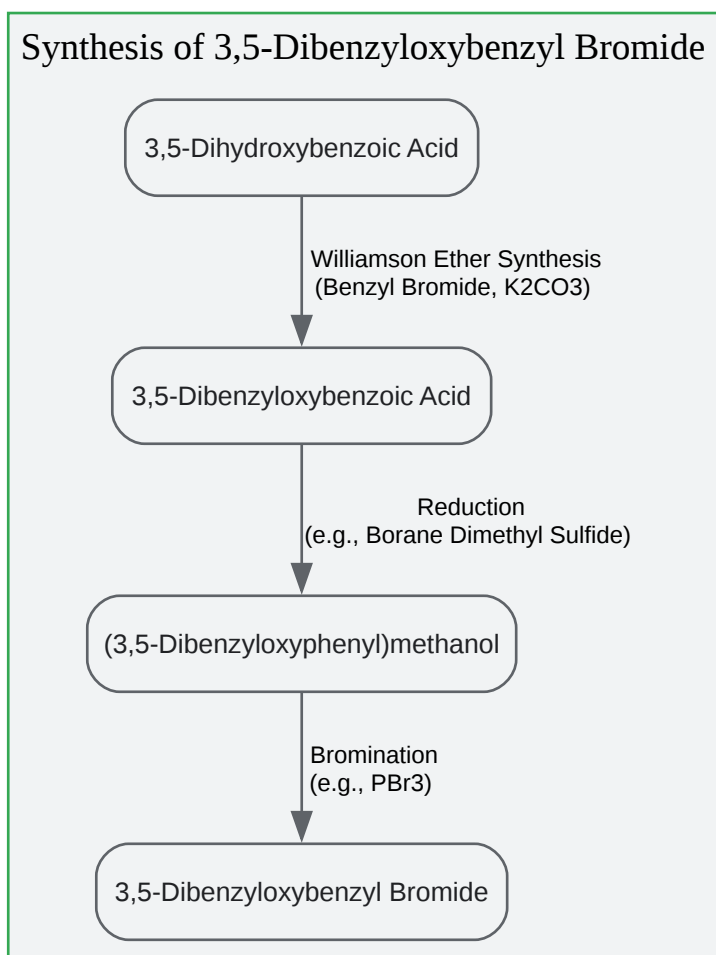 Synthesis of 3,5-Dibenzyloxybenzyl Bromide
3,5-Dihydroxybenzoic Acid
Williamson Ether Synthesis
(Benzyl Bromide, K2CO3)
3,5-Dibenzyloxybenzoic Acid
Reduction
(e.g., Borane Dimethyl Sulfide)
(3,5-Dibenzyloxyphenyl)methanol
Bromination
(e.g., PBr3)
3,5-Dibenzyloxybenzyl Bromide